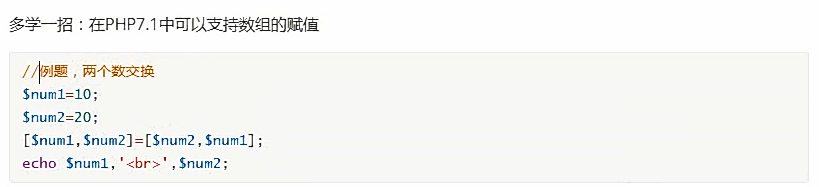 多学一招：在PHP7.1中可以支持数组的赋值
//例题，两个数交换
$num1=10;
$num2=20;
[$num1,$num2]=[$num2,$num1];
echo $num1,'<br>',$num2;